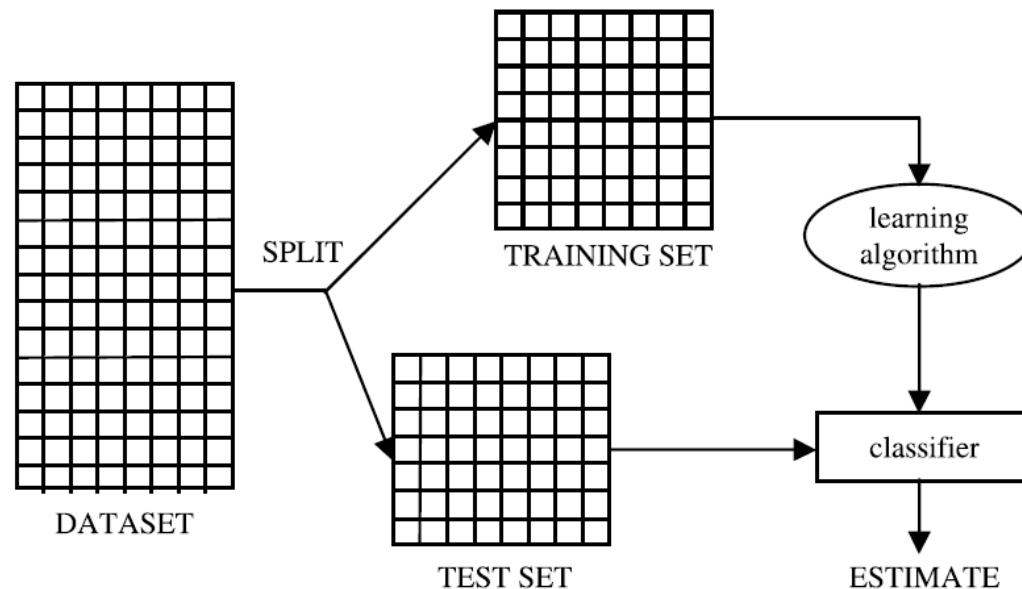 SPLIT
TRAINING SET
learning
algorithm
DATASET
TEST SET
classifier
ESTIMATE